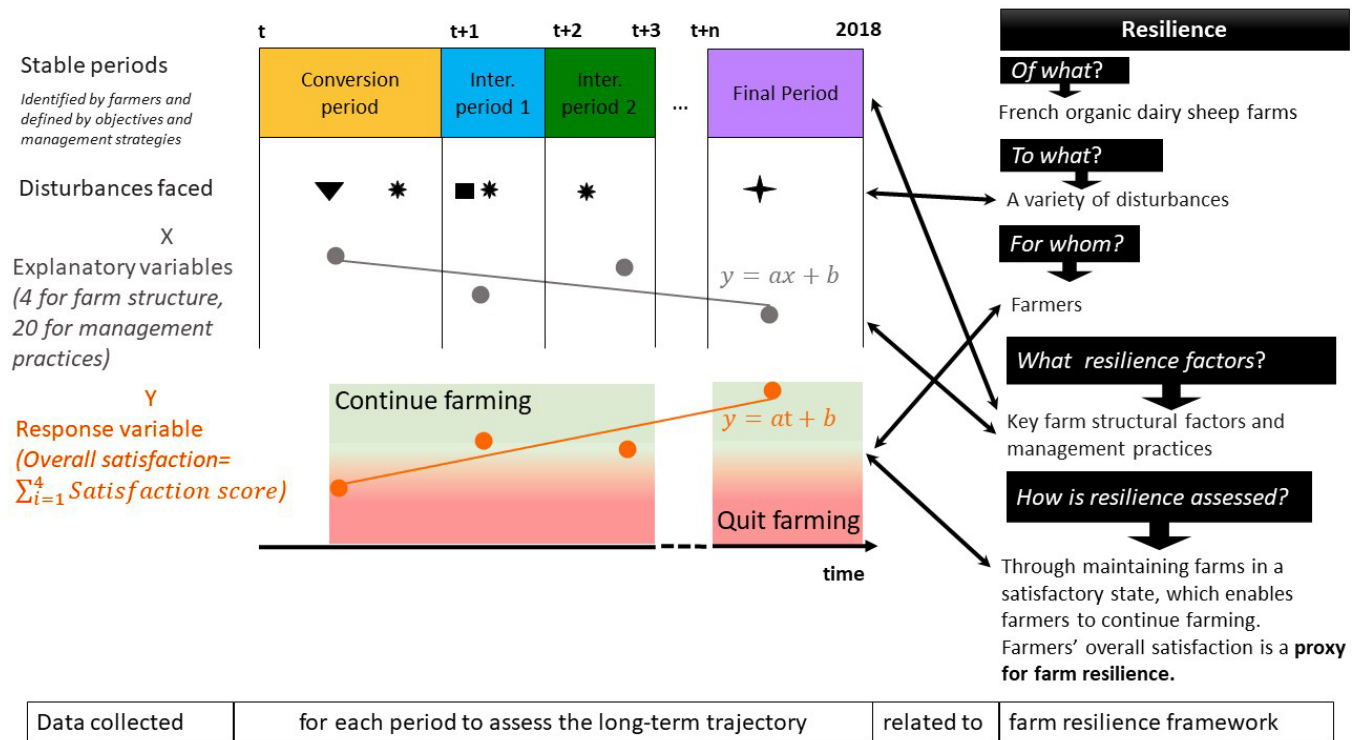 t t+1 t+2 t+3 t+n 2018
Stable periods
Identified by farmers and
defined by objectives and
management strategies
Conversion
period
Inter.
period 1
Inter.
period 2
...
Final Period
Disturbances faced
X
Explanatory variables
(4 for farm structure,
20 for management
practices)
y = ax + b
Y
Response variable
(Overall satisfaction=
∑⁴ᵢ₌₁ Satisfaction score)
Continue farming
y = at + b
Quit farming
time
Resilience
Of what?
French organic dairy sheep farms
To what?
A variety of disturbances
For whom?
Farmers
What resilience factors?
Key farm structural factors and
management practices
How is resilience assessed?
Through maintaining farms in a
satisfactory state, which enables
farmers to continue farming.
Farmers’ overall satisfaction is a proxy
for farm resilience.
Data collected for each period to assess the long-term trajectory related to farm resilience framework